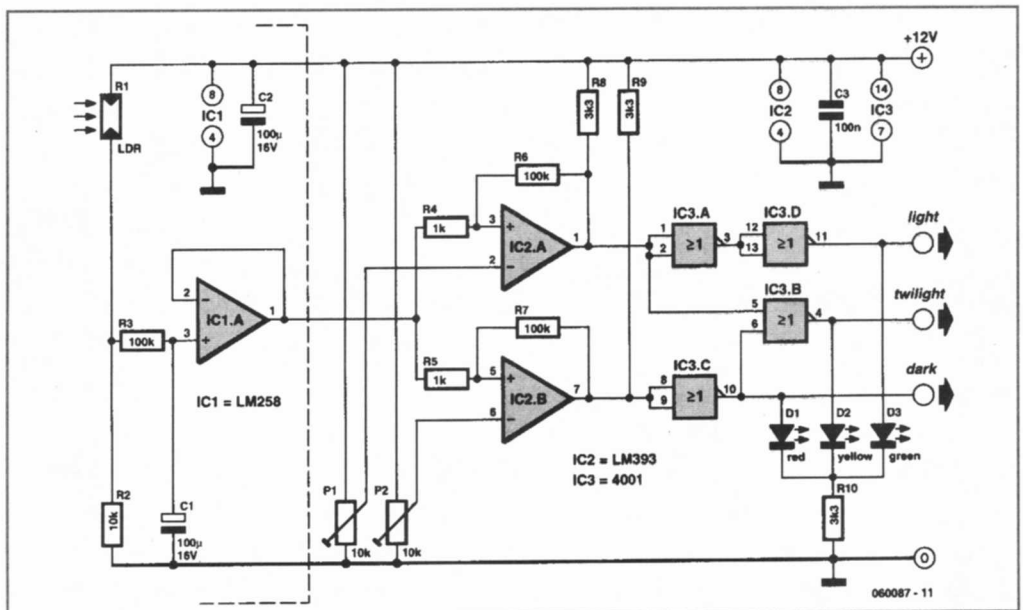 +12V
R1
LDR
8
IC1
4
C2
100µ
16V
R8
3k3
R9
3k3
8
IC2
4
C3
100n
14
IC3
7
R6
100k
R4
1k
3
+
2
–
IC2.A
1
IC3.A
1
2
≥1
3
IC3.D
12
13
≥1
11
light
2
–
3
+
IC1.A
1
R3
100k
IC1 = LM258
IC3.B
5
6
≥1
4
twilight
R7
100k
R5
1k
5
+
6
–
IC2.B
7
IC3.C
8
9
≥1
10
dark
D1
red
D2
yellow
D3
green
IC2 = LM393
IC3 = 4001
R2
10k
C1
100µ
16V
P1
10k
P2
10k
R10
3k3
0
060087 - 11